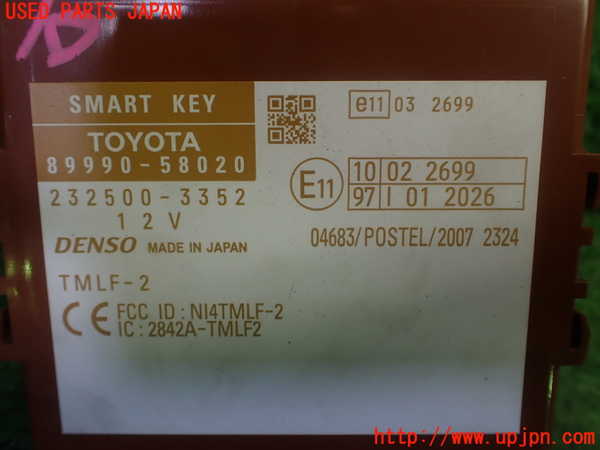 USED PARTS JAPAN
SMART KEY
TOYOTA
89990-58020
232500-3352
12V
DENSO MADE IN JAPAN
TMLF-2
CE FCC ID : NI4TMLF-2
IC : 2842A-TMLF2
e11 03 2699
E11 10 02 2699
97 I 01 2026
04683/POSTEL/2007 2324
http://www.upjpn.com